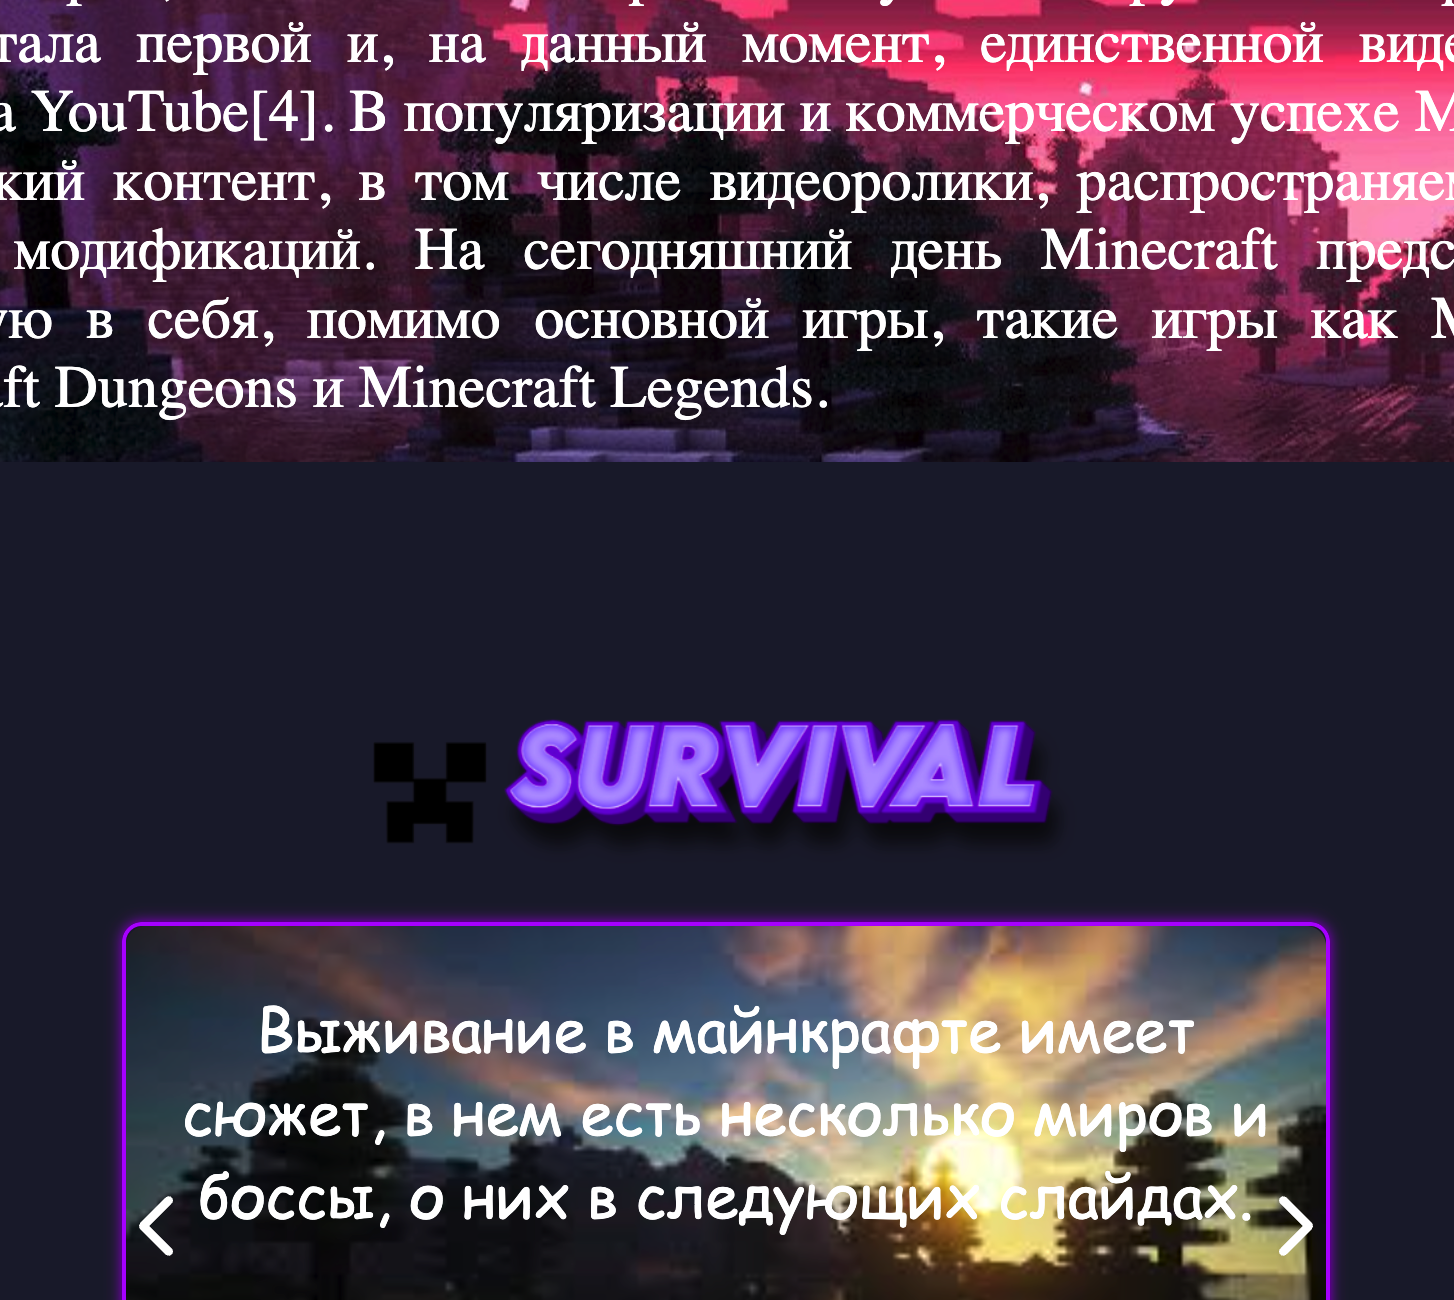 тала первой и, на данный момент, единственной виде
а YouTube[4]. В популяризации и коммерческом успехе M
кий контент, в том числе видеоролики, распространяем
модификаций. На сегодняшний день Minecraft предс
ую в себя, помимо основной игры, такие игры как M
aft Dungeons и Minecraft Legends.
SURVIVAL
Выживание в майнкрафте имеет
сюжет, в нем есть несколько миров и
боссы, о них в следующих слайдах.